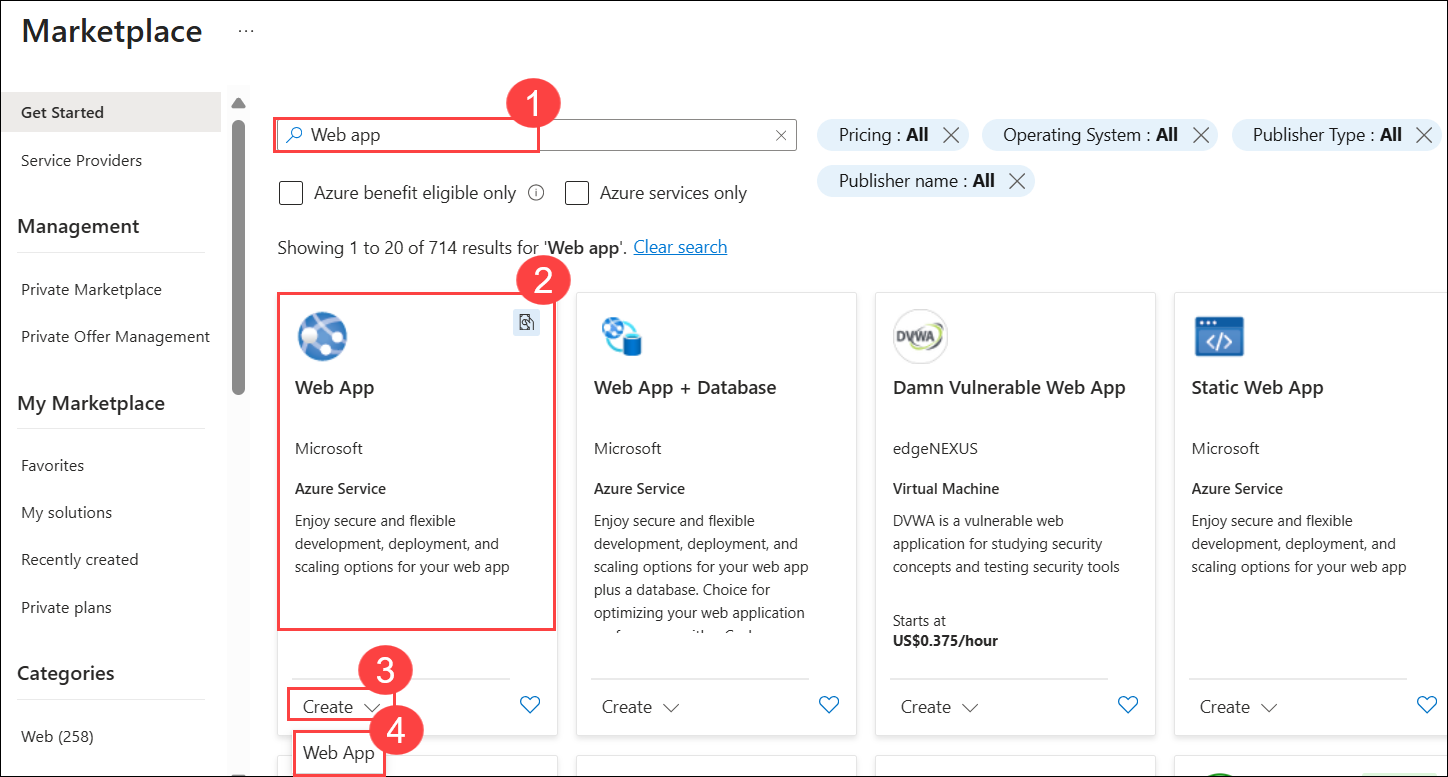 Marketplace ...
Get Started
Service Providers
Management
Private Marketplace
Private Offer Management
My Marketplace
Favorites
My solutions
Recently created
Private plans
Categories
Web (258)
1
Web app
Pricing : All
Operating System : All
Publisher Type : All
Publisher name : All
Azure benefit eligible only
Azure services only
Showing 1 to 20 of 714 results for 'Web app'. Clear search
2
Web App
Microsoft
Azure Service
Enjoy secure and flexible
development, deployment, and
scaling options for your web app
3
Create
4
Web App
Web App + Database
Microsoft
Azure Service
Enjoy secure and flexible
development, deployment, and
scaling options for your web app
plus a database. Choice for
optimizing your web application
Create
DVWA
Damn Vulnerable Web App
edgeNEXUS
Virtual Machine
DVWA is a vulnerable web
application for studying security
concepts and testing security tools
Starts at
US$0.375/hour
Create
Static Web App
Microsoft
Azure Service
Enjoy secure and flexible
development, deployment, and
scaling options for your web app
Create